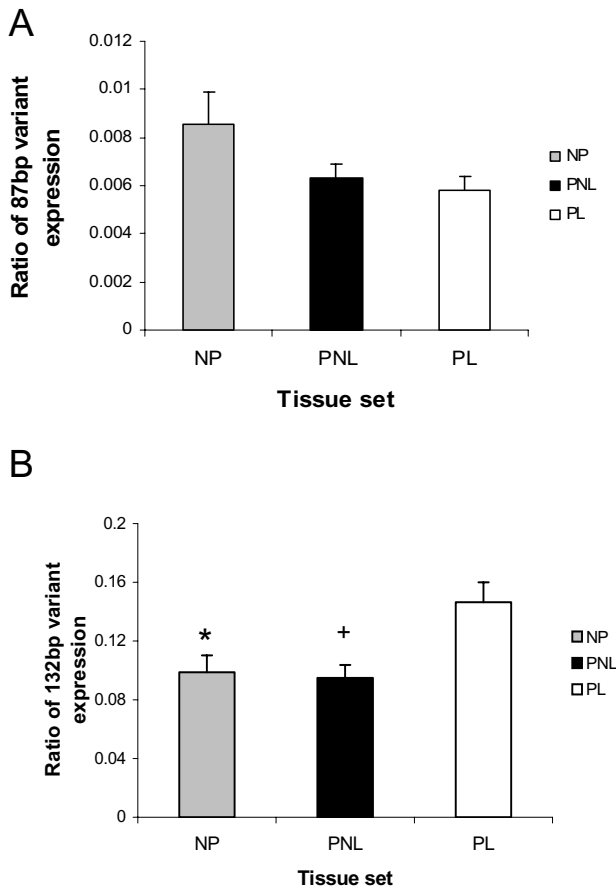 A
Ratio of 87bp variant
expression
0.012
0.01
0.008
0.006
0.004
0.002
0
NP
PNL
PL
Tissue set
NP
PNL
PL
B
Ratio of 132bp variant
expression
0.2
0.16
0.12
0.08
0.04
0
*
+
NP
PNL
PL
Tissue set
NP
PNL
PL